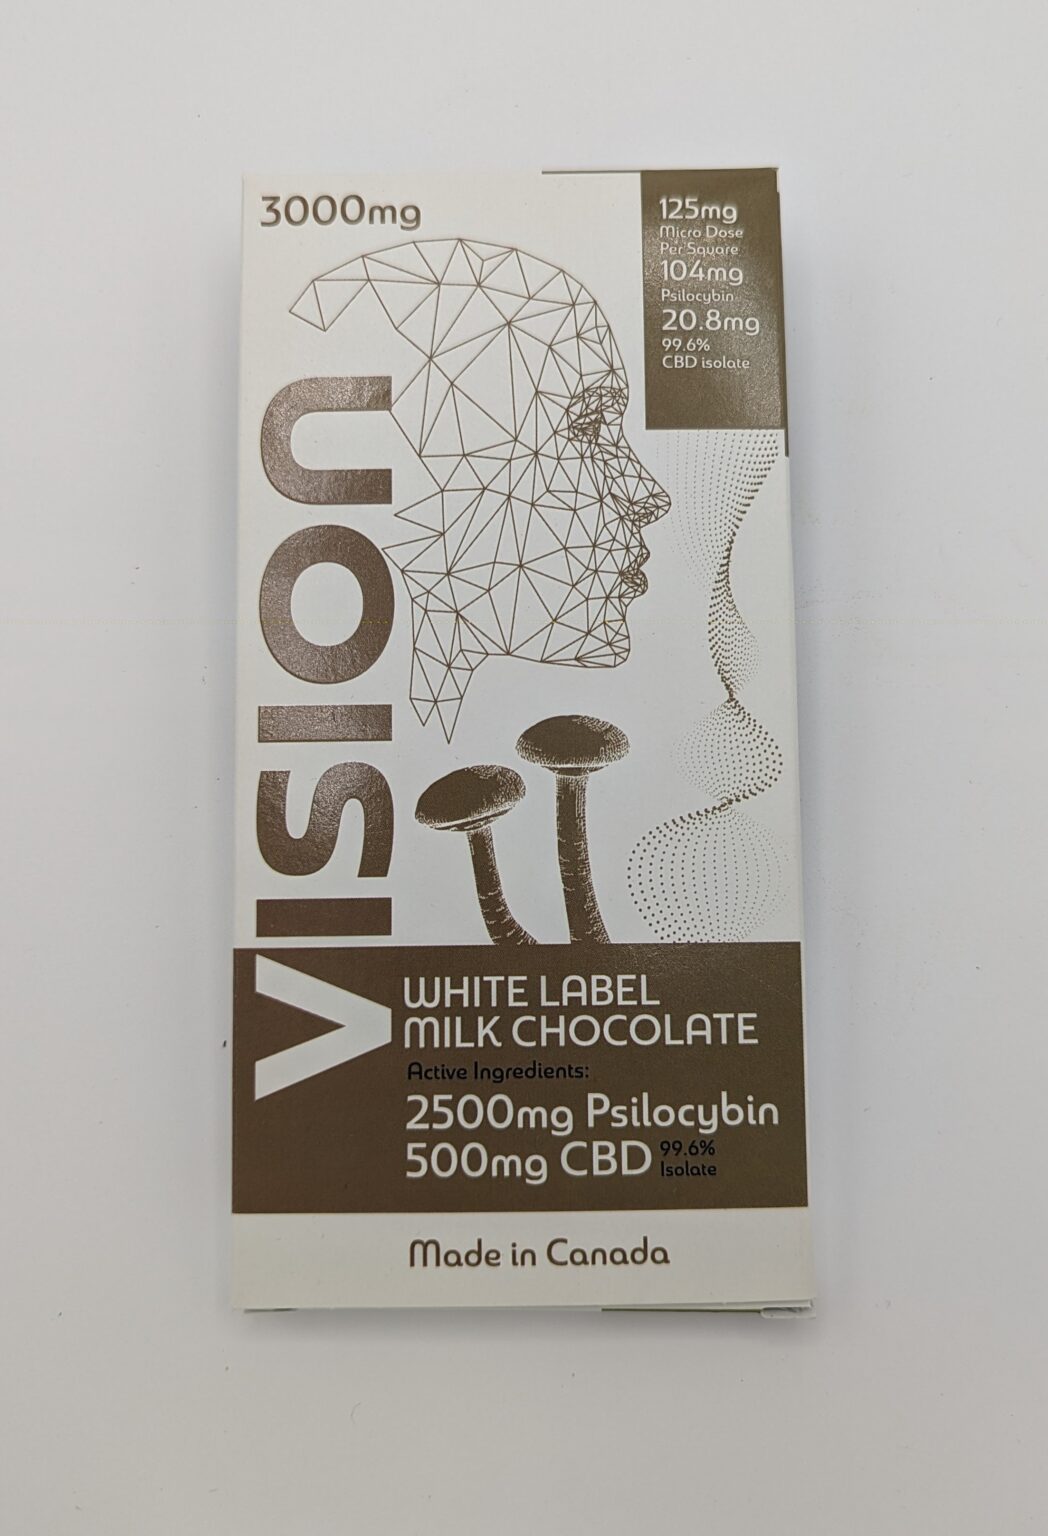 3000mg
125mg
Micro Dose
Per Square
104mg
Psilocybin
20.8mg
99.6%
CBD isolate
Vision
WHITE LABEL
MILK CHOCOLATE
Active Ingredients:
2500mg Psilocybin
500mg CBD 99.6%
Isolate
Made in Canada